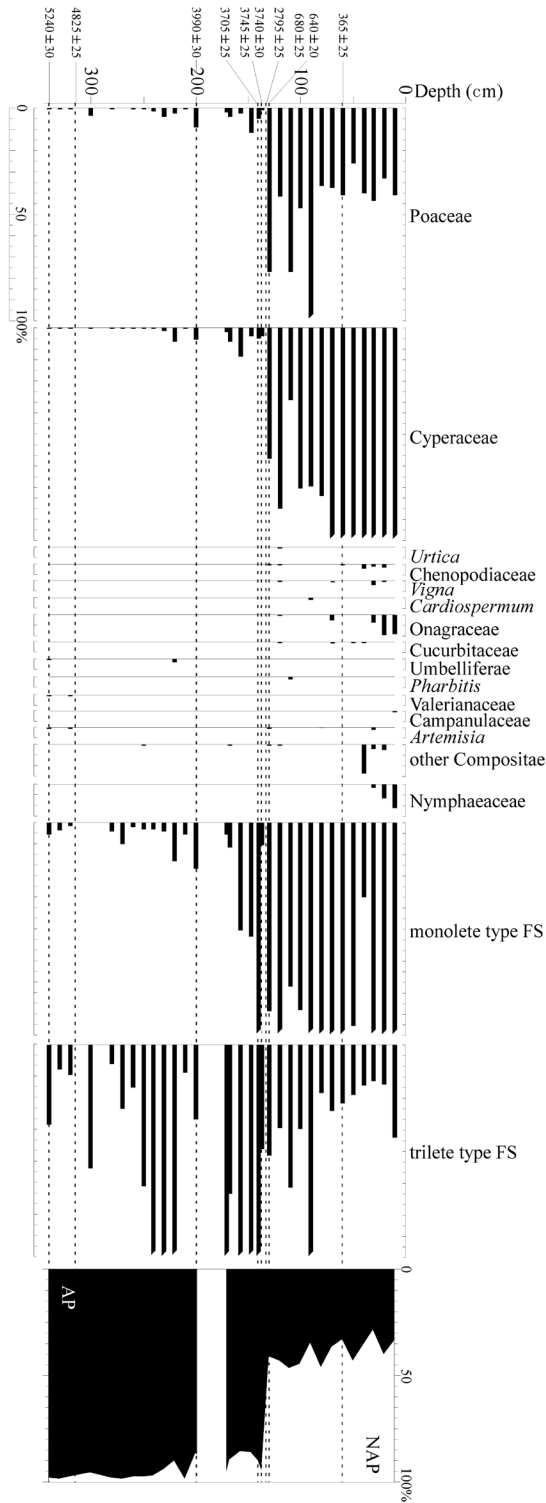 5240 ± 30
4825 ± 25
3990 ± 30
3705 ± 25
3745 ± 25
3740 ± 30
2795 ± 25
680 ± 25
640 ± 20
365 ± 25
300
200
100
0
Depth (cm)
0
50
100%
Poaceae
Cyperaceae
Urtica
Chenopodiaceae
Vigna
Cardiospermum
Onagraceae
Cucurbitaceae
Umbelliferae
Pharbitis
Valerianaceae
Campanulaceae
Artemisia
other Compositae
Nymphaeaceae
monolete type FS
trilete type FS
0
50
100%
AP
NAP